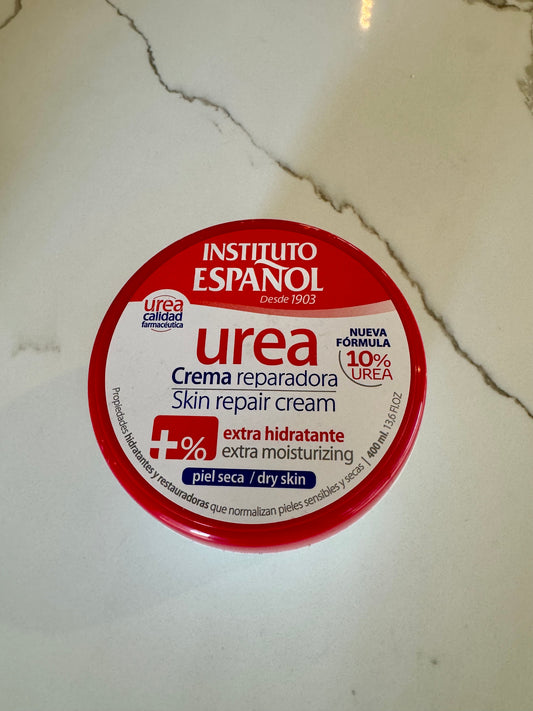 INSTITUTO
ESPAÑOL
Desde 1903
urea
calidad
farmacéutica
urea
NUEVA
FÓRMULA
10%
UREA
Crema reparadora
Skin repair cream
+%
extra hidratante
extra moisturizing
piel seca / dry skin
Propiedades hidratantes y restauradoras que normalizan pieles sensibles y secas | 400 ml. 13,6 FL OZ